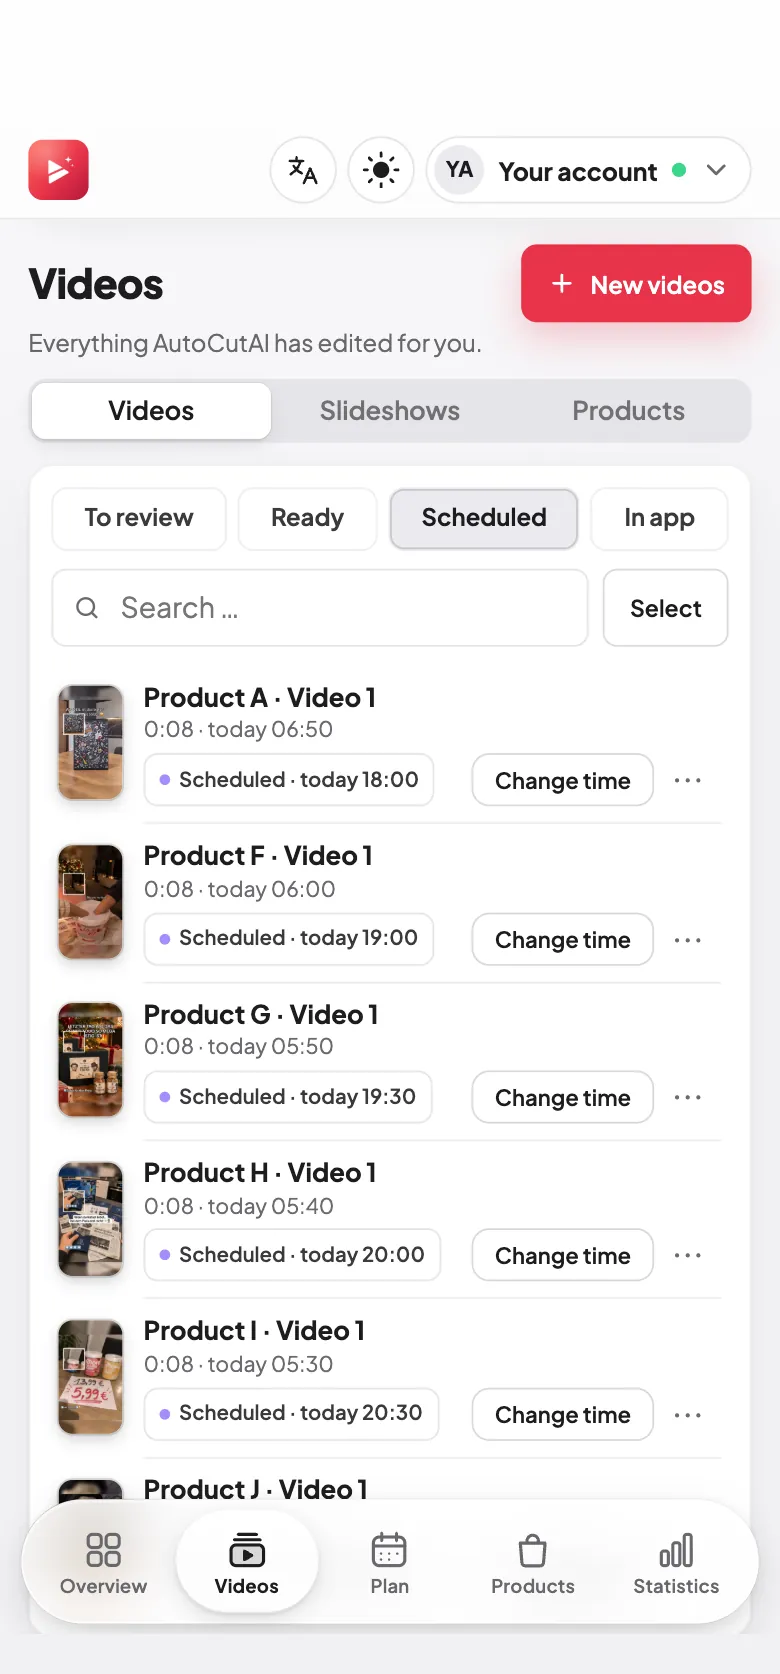 YA Your account
Videos
+ New videos
Everything AutoCutAI has edited for you.
Videos Slideshows Products
To review Ready Scheduled In app
Search ...
Select
Product A · Video 1
0:08 · today 06:50
Scheduled · today 18:00 Change time ...
Product F · Video 1
0:08 · today 06:00
Scheduled · today 19:00 Change time ...
Product G · Video 1
0:08 · today 05:50
Scheduled · today 19:30 Change time ...
Product H · Video 1
0:08 · today 05:40
Scheduled · today 20:00 Change time ...
Product I · Video 1
0:08 · today 05:30
13,99 €
5,99 €
Scheduled · today 20:30 Change time ...
Product J · Video 1
Overview Videos Plan Products Statistics